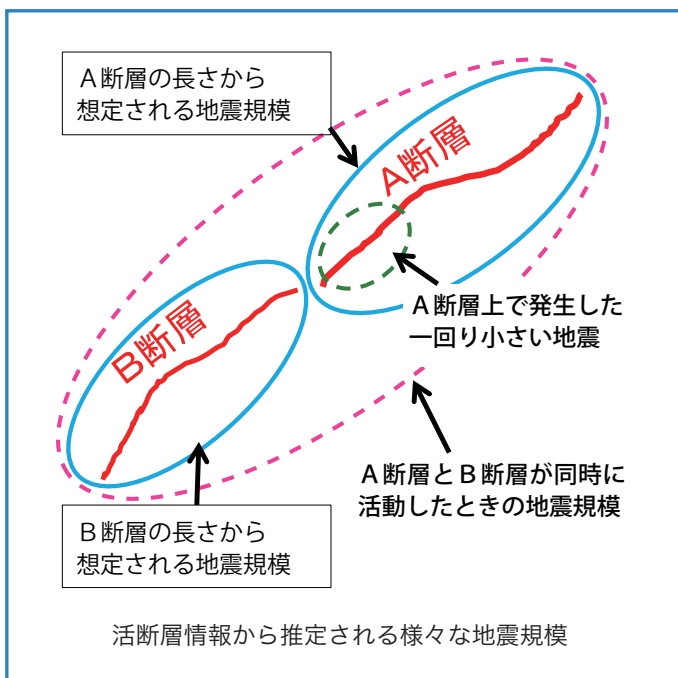 A断層の長さから
想定される地震規模
A断層
A断層上で発生した
一回り小さい地震
B断層
A断層とB断層が同時に
活動したときの地震規模
B断層の長さから
想定される地震規模
活断層情報から推定される様々な地震規模